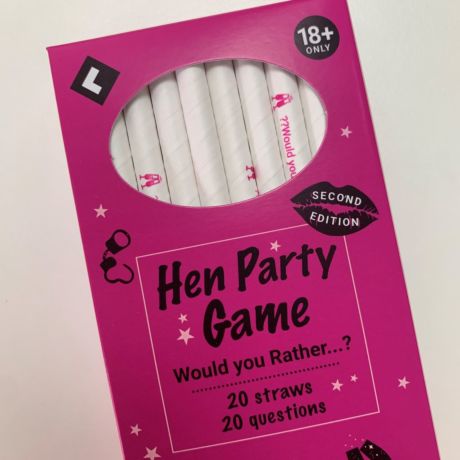 L
18+
ONLY
Would you
SECOND
EDITION
Hen Party
Game
Would you Rather...?
20 straws
20 questions